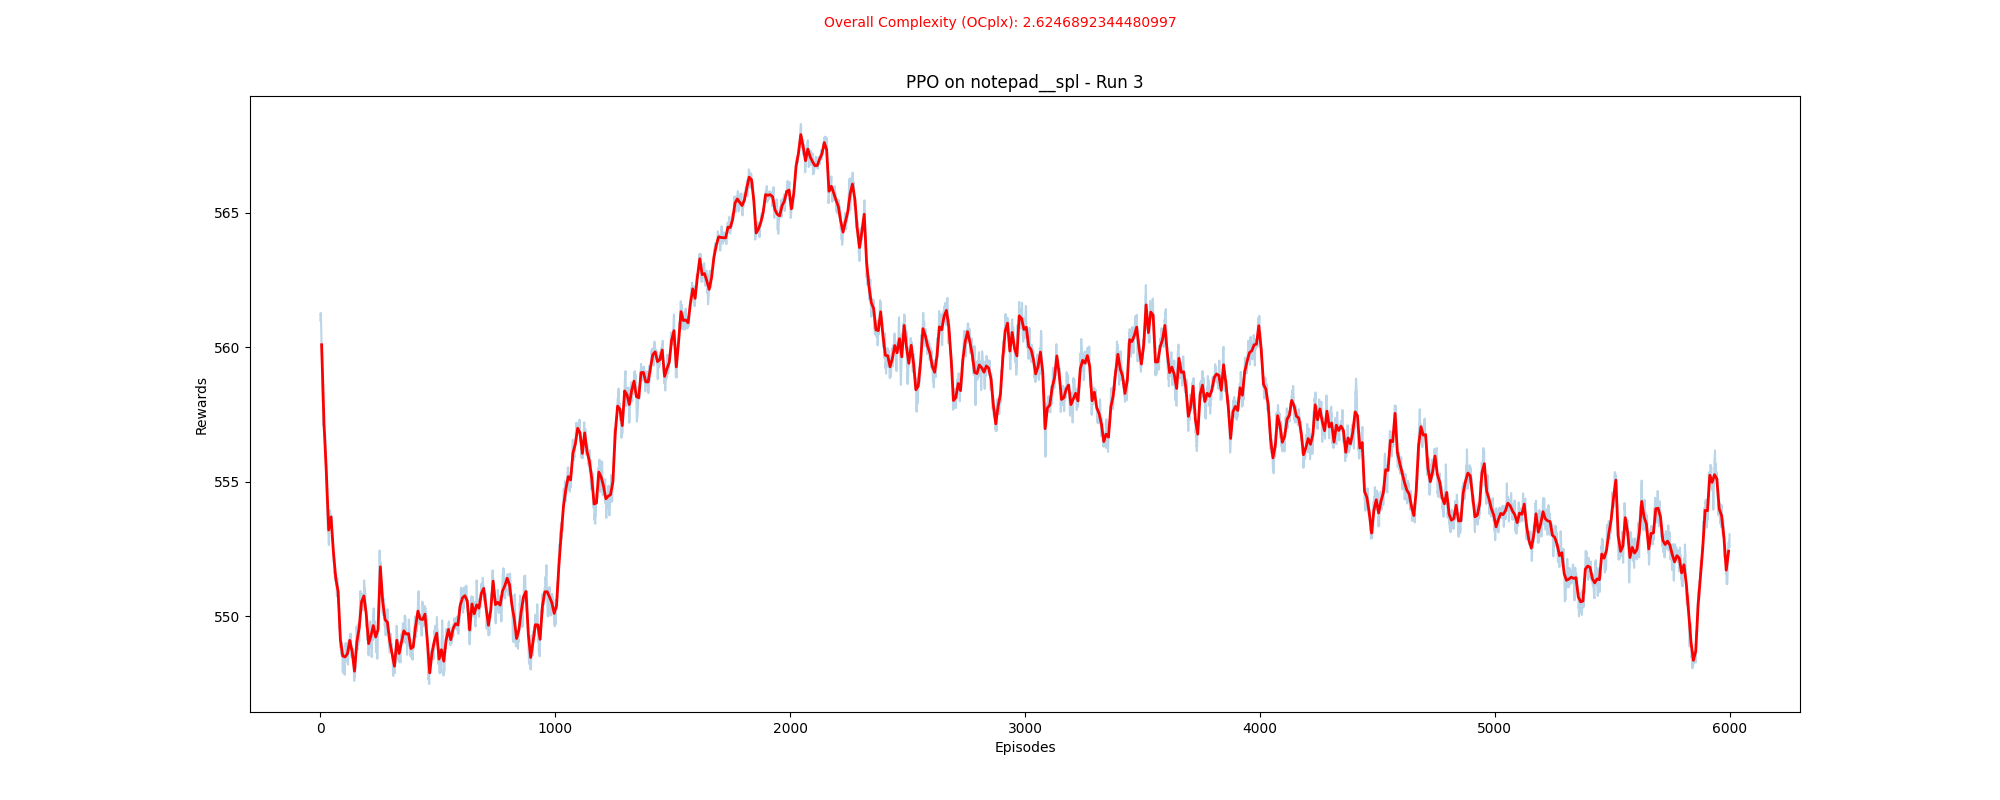 Overall Complexity (OCplx): 2.6246892344480997
PPO on notepad__spl - Run 3
Rewards
565
560
555
550
0 1000 2000 3000 4000 5000 6000
Episodes